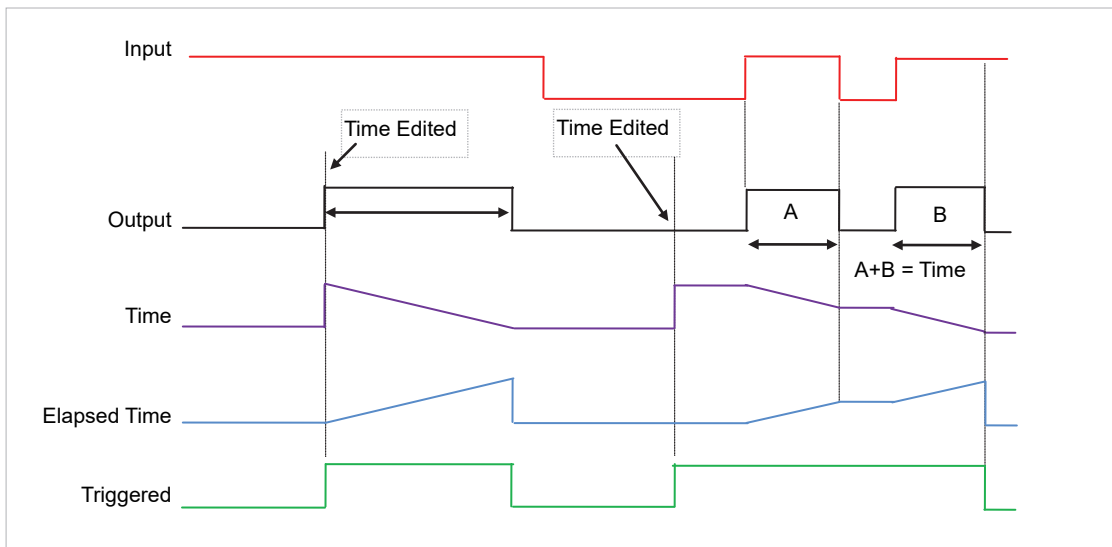 Input
Time Edited
Time Edited
Output
A
B
A+B = Time
Time
Elapsed Time
Triggered